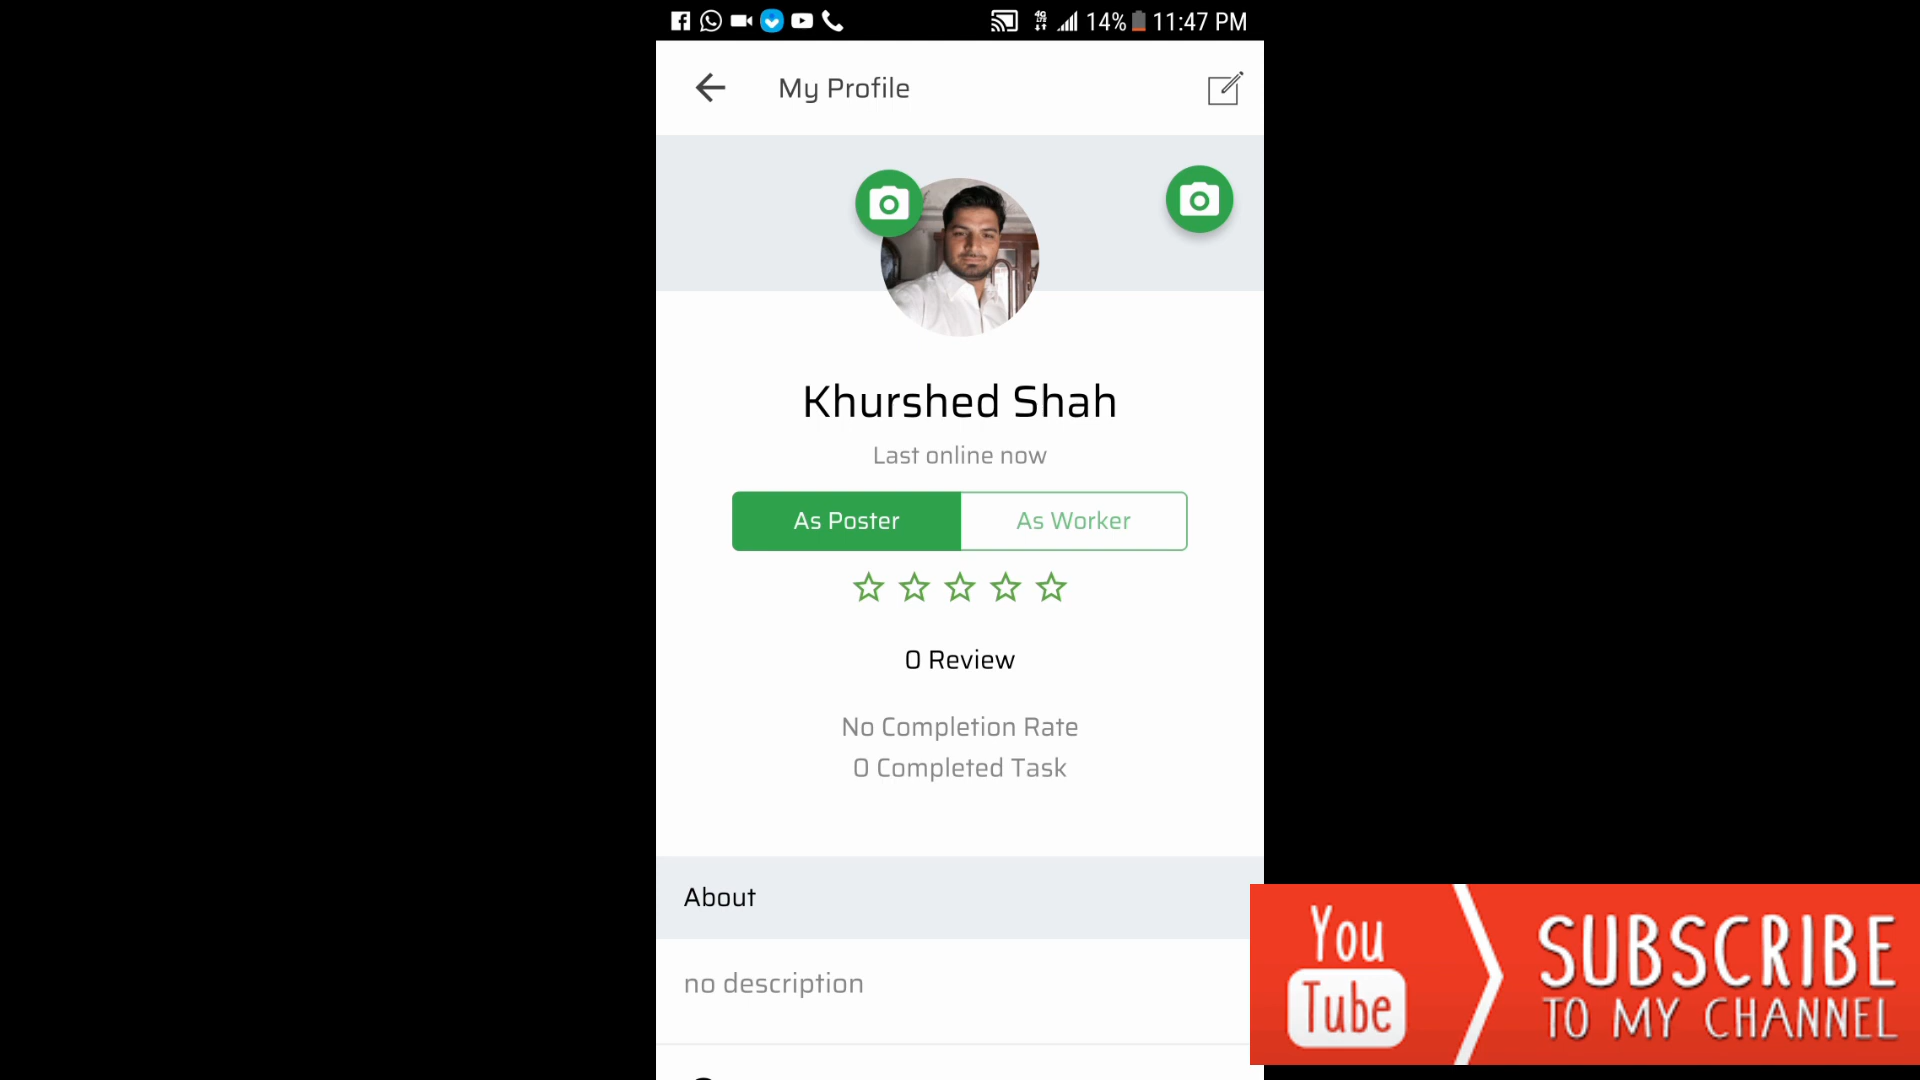 14% 11:47 PM
My Profile
Khurshed Shah
Last online now
As Poster As Worker
0 Review
No Completion Rate
0 Completed Task
About
no description
You
Tube
SUBSCRIBE
TO MY CHANNEL